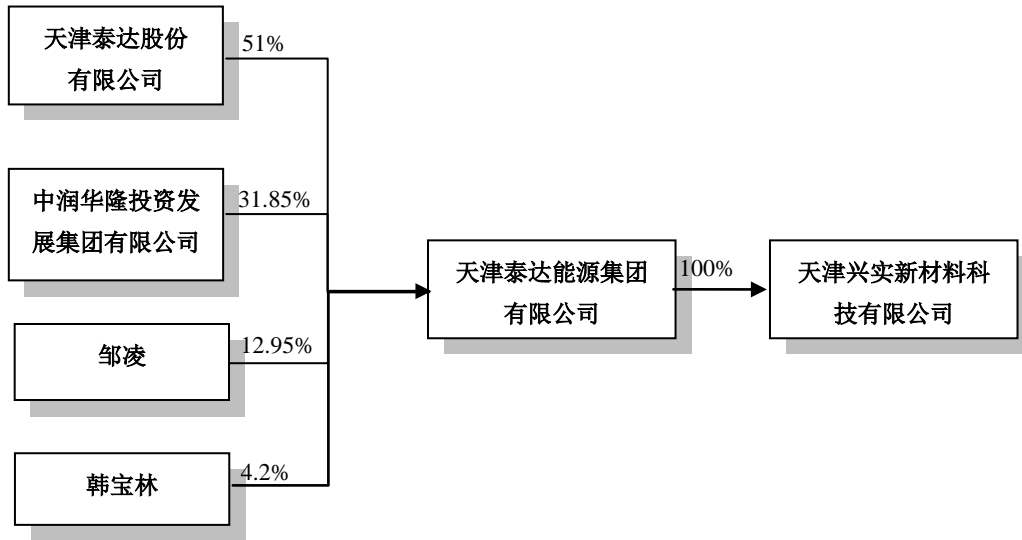 天津泰达股份
有限公司
51%
中润华隆投资发
展集团有限公司
31.85%
邹凌
12.95%
韩宝林
4.2%
天津泰达能源集团
有限公司
100%
天津兴实新材料科
技有限公司